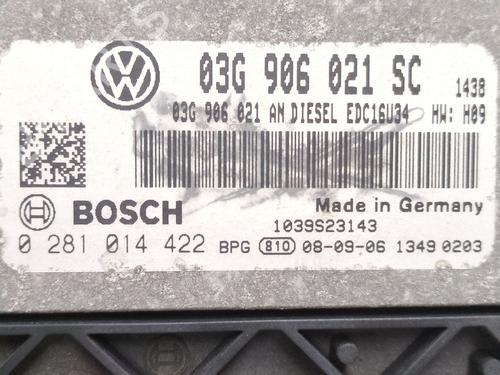 03G 906 021 SC 1438
03G 906 021 AN DIESEL EDC16U34 HW: H09
BOSCH Made in Germany
1039S23143
0 281 014 422 BPG 810 08-09-06 1349 0203